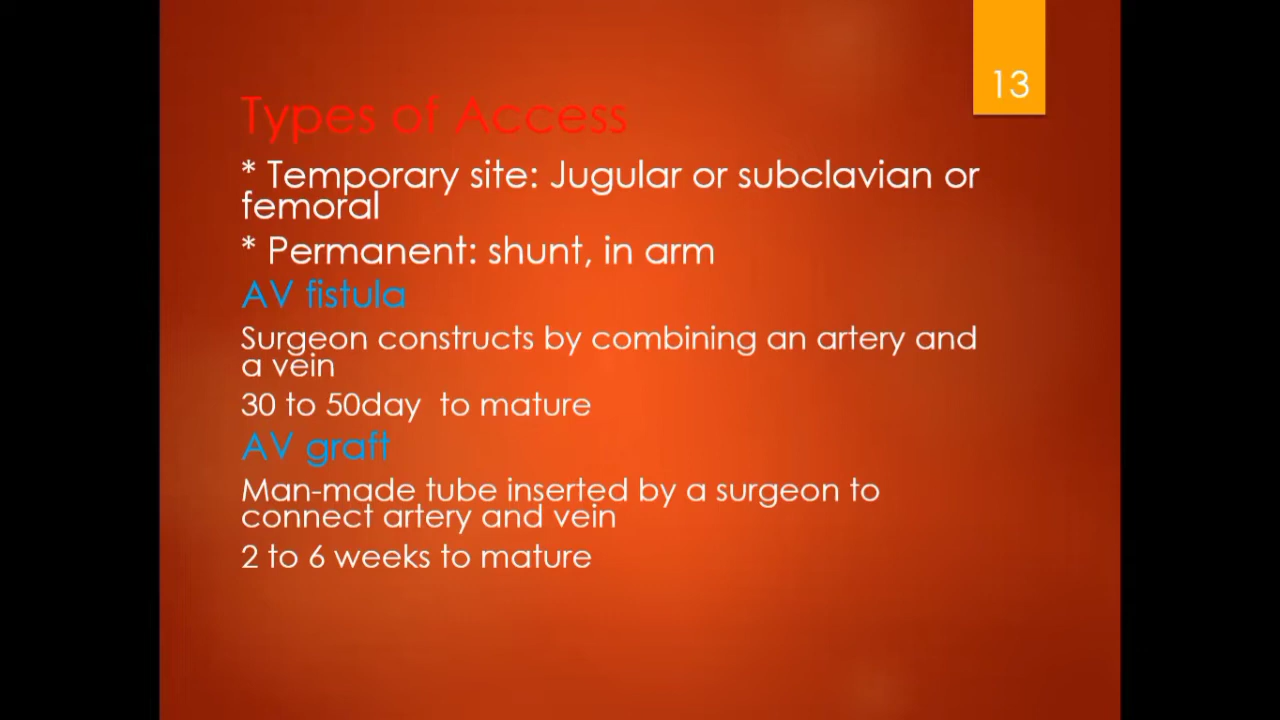 13
Types of Access
* Temporary site: Jugular or subclavian or
femoral
* Permanent: shunt, in arm
AV fistula
Surgeon constructs by combining an artery and
a vein
30 to 50day  to mature
AV graft
Man-made tube inserted by a surgeon to
connect artery and vein
2 to 6 weeks to mature